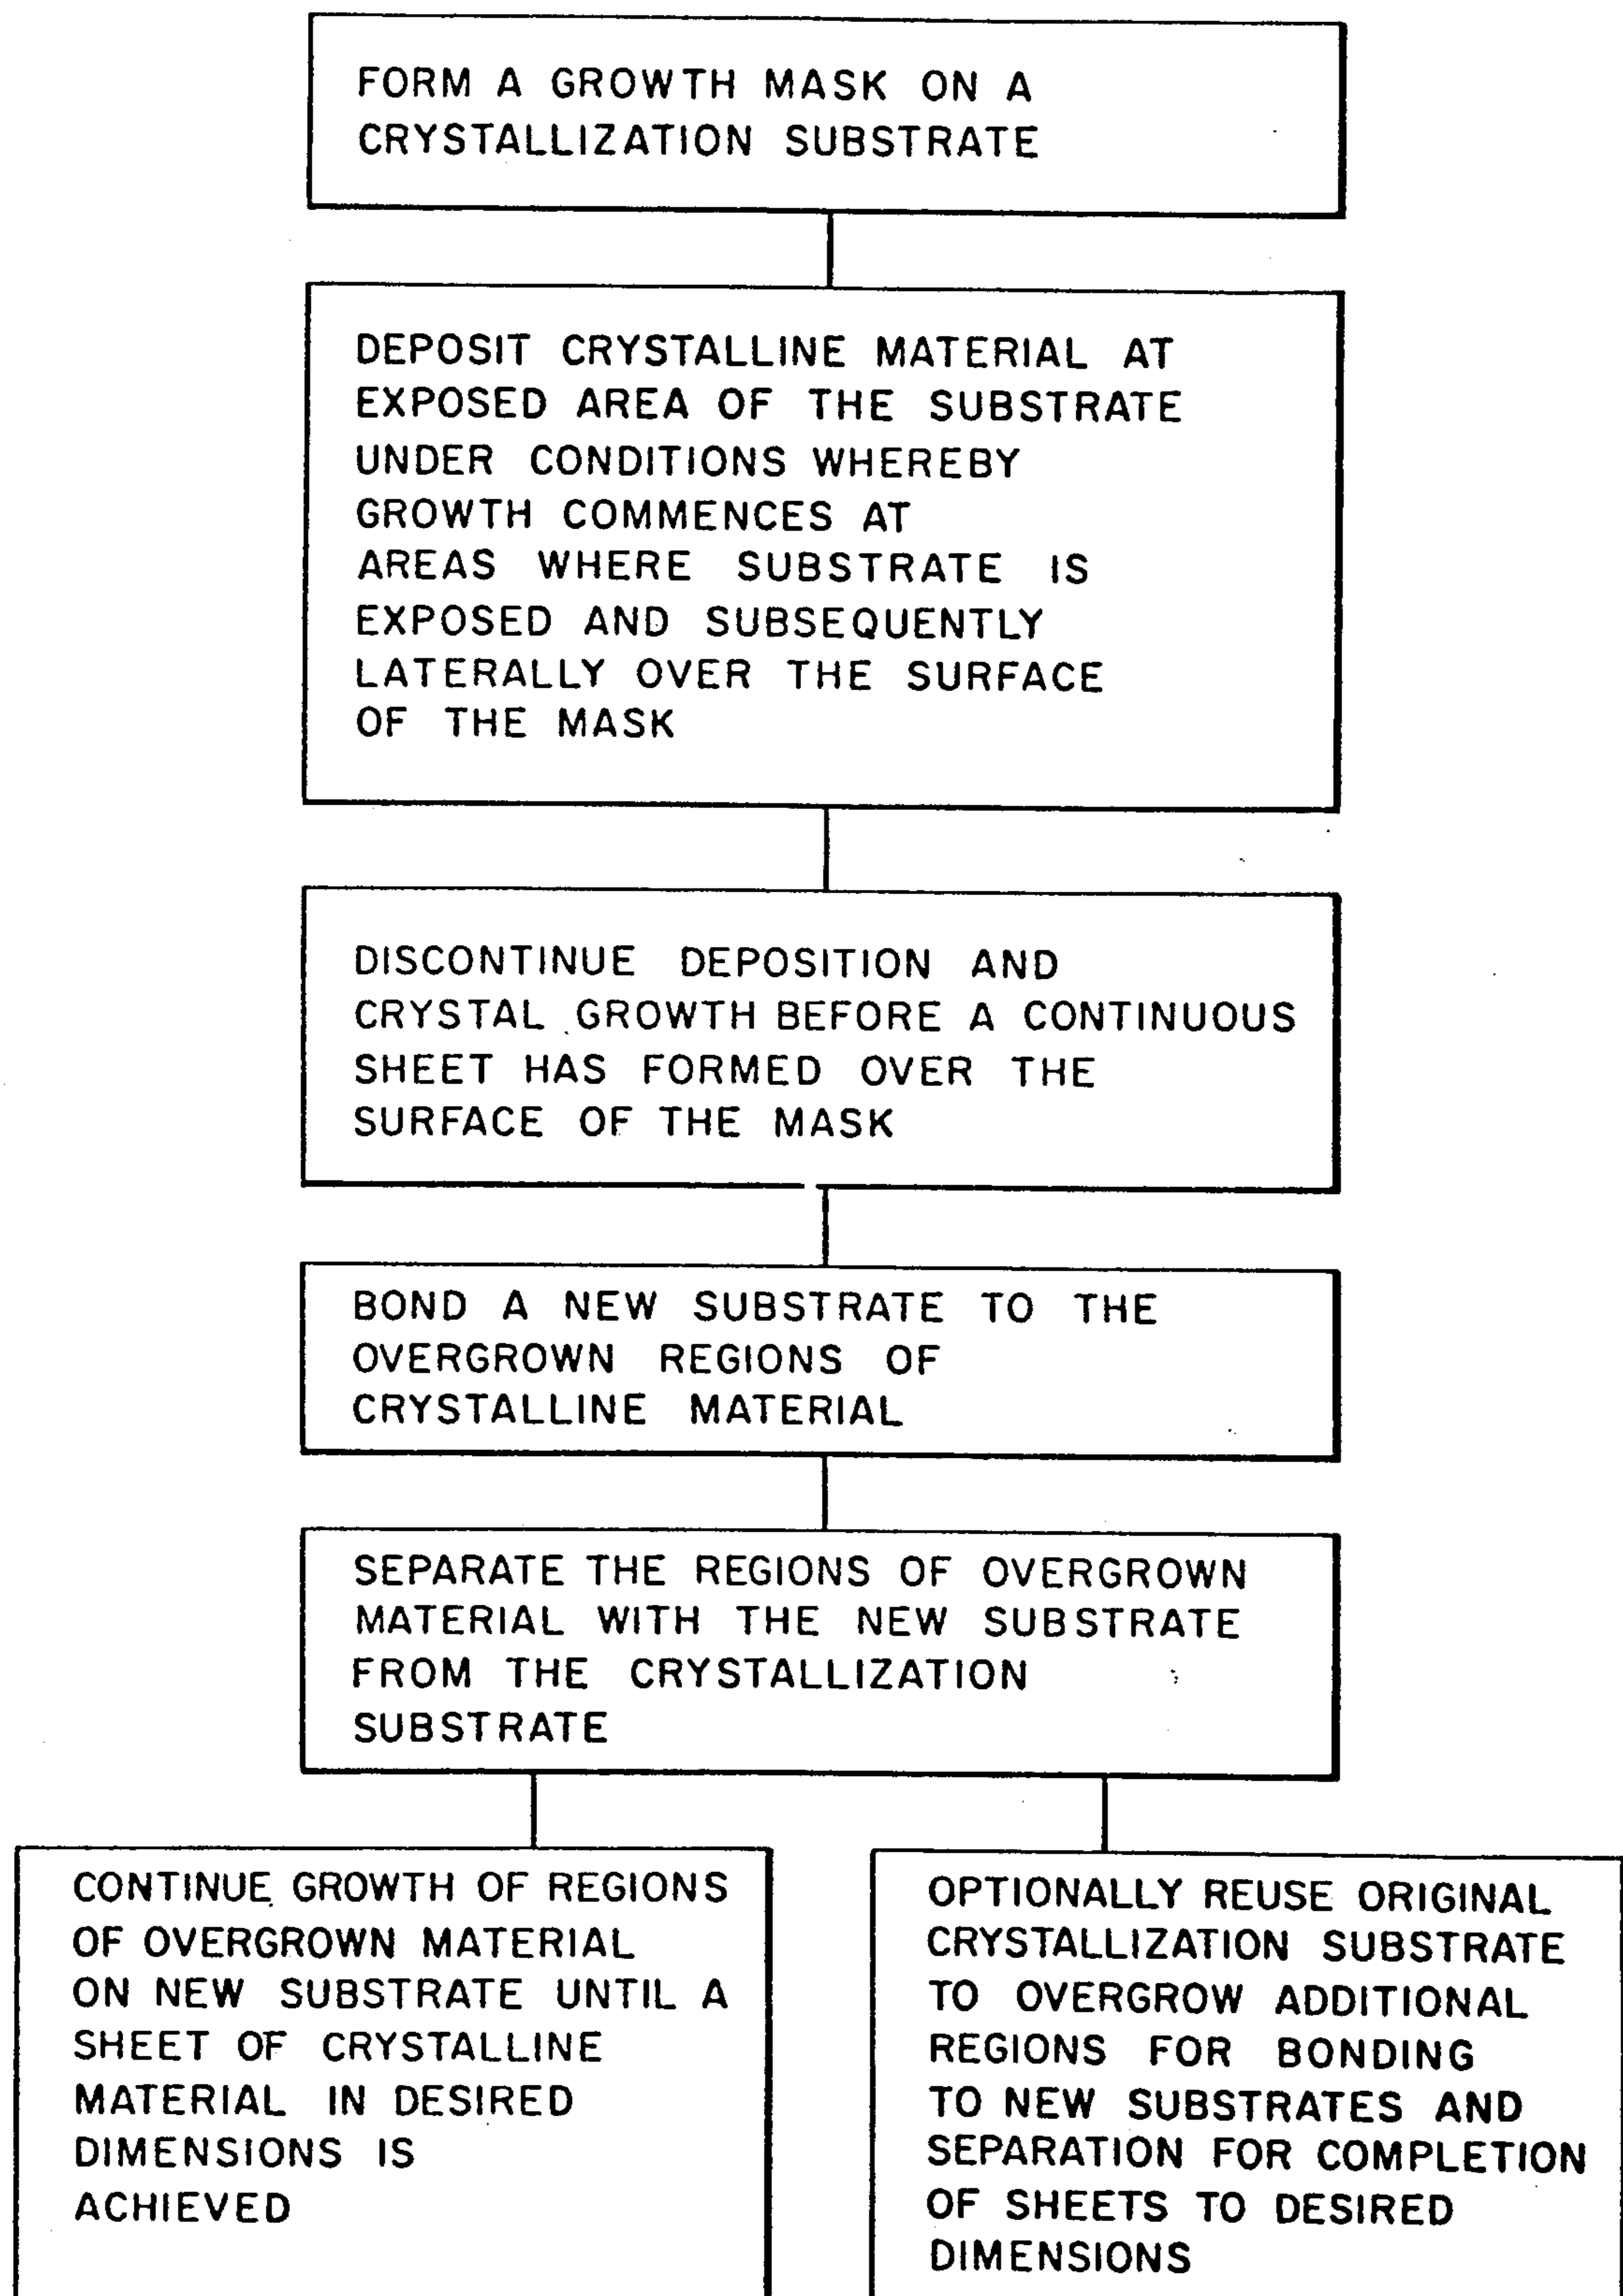 FORM A GROWTH MASK ON A
CRYSTALLIZATION SUBSTRATE
DEPOSIT CRYSTALLINE MATERIAL AT
EXPOSED AREA OF THE SUBSTRATE
UNDER CONDITIONS WHEREBY
GROWTH COMMENCES AT
AREAS WHERE SUBSTRATE IS
EXPOSED AND SUBSEQUENTLY
LATERALLY OVER THE SURFACE
OF THE MASK
DISCONTINUE DEPOSITION AND
CRYSTAL GROWTH BEFORE A CONTINUOUS
SHEET HAS FORMED OVER THE
SURFACE OF THE MASK
BOND A NEW SUBSTRATE TO THE
OVERGROWN REGIONS OF
CRYSTALLINE MATERIAL
SEPARATE THE REGIONS OF OVERGROWN
MATERIAL WITH THE NEW SUBSTRATE
FROM THE CRYSTALLIZATION
SUBSTRATE
CONTINUE GROWTH OF REGIONS
OF OVERGROWN MATERIAL
ON NEW SUBSTRATE UNTIL A
SHEET OF CRYSTALLINE
MATERIAL IN DESIRED
DIMENSIONS IS
ACHIEVED
OPTIONALLY REUSE ORIGINAL
CRYSTALLIZATION SUBSTRATE
TO OVERGROW ADDITIONAL
REGIONS FOR BONDING
TO NEW SUBSTRATES AND
SEPARATION FOR COMPLETION
OF SHEETS TO DESIRED
DIMENSIONS